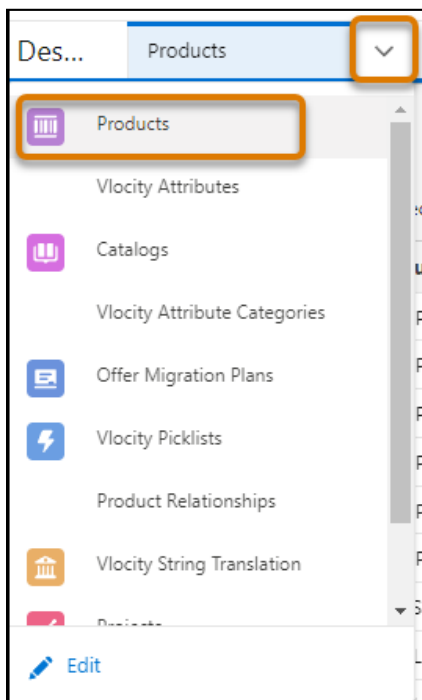 Des...
Products
Products
Vlocity Attributes
Catalogs
Vlocity Attribute Categories
Offer Migration Plans
Vlocity Picklists
Product Relationships
Vlocity String Translation
Edit